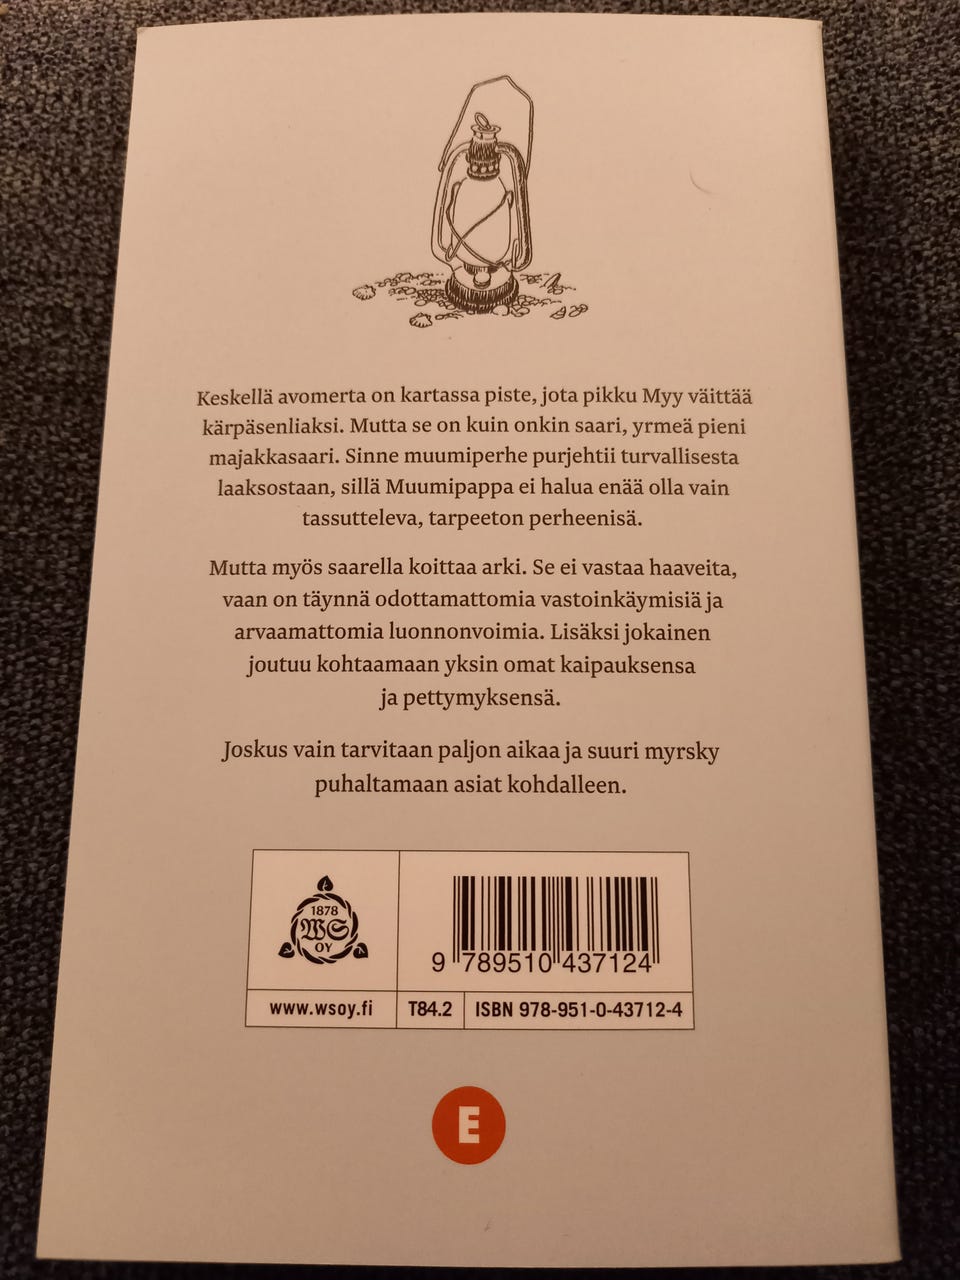 Keskellä avomerta on kartassa piste, jota pikku Myy väittää
kärpäsenliaksi. Mutta se on kuin onkin saari, yrmeä pieni
majakkasaari. Sinne muumiperhe purjehtii turvallisesta
laaksostaan, sillä Muumipappa ei halua enää olla vain
tassutteleva, tarpeeton perheenisä.
Mutta myös saarella koittaa arki. Se ei vastaa haaveita,
vaan on täynnä odottamattomia vastoinkäymisiä ja
arvaamattomia luonnonvoimia. Lisäksi jokainen
joutuu kohtaamaan yksin omat kaipauksensa
ja pettymyksensä.
Joskus vain tarvitaan paljon aikaa ja suuri myrsky
puhaltamaan asiat kohdalleen.
1878
WS
OY
9 789510 437124
www.wsoy.fi
T84.2
ISBN 978-951-0-43712-4
E